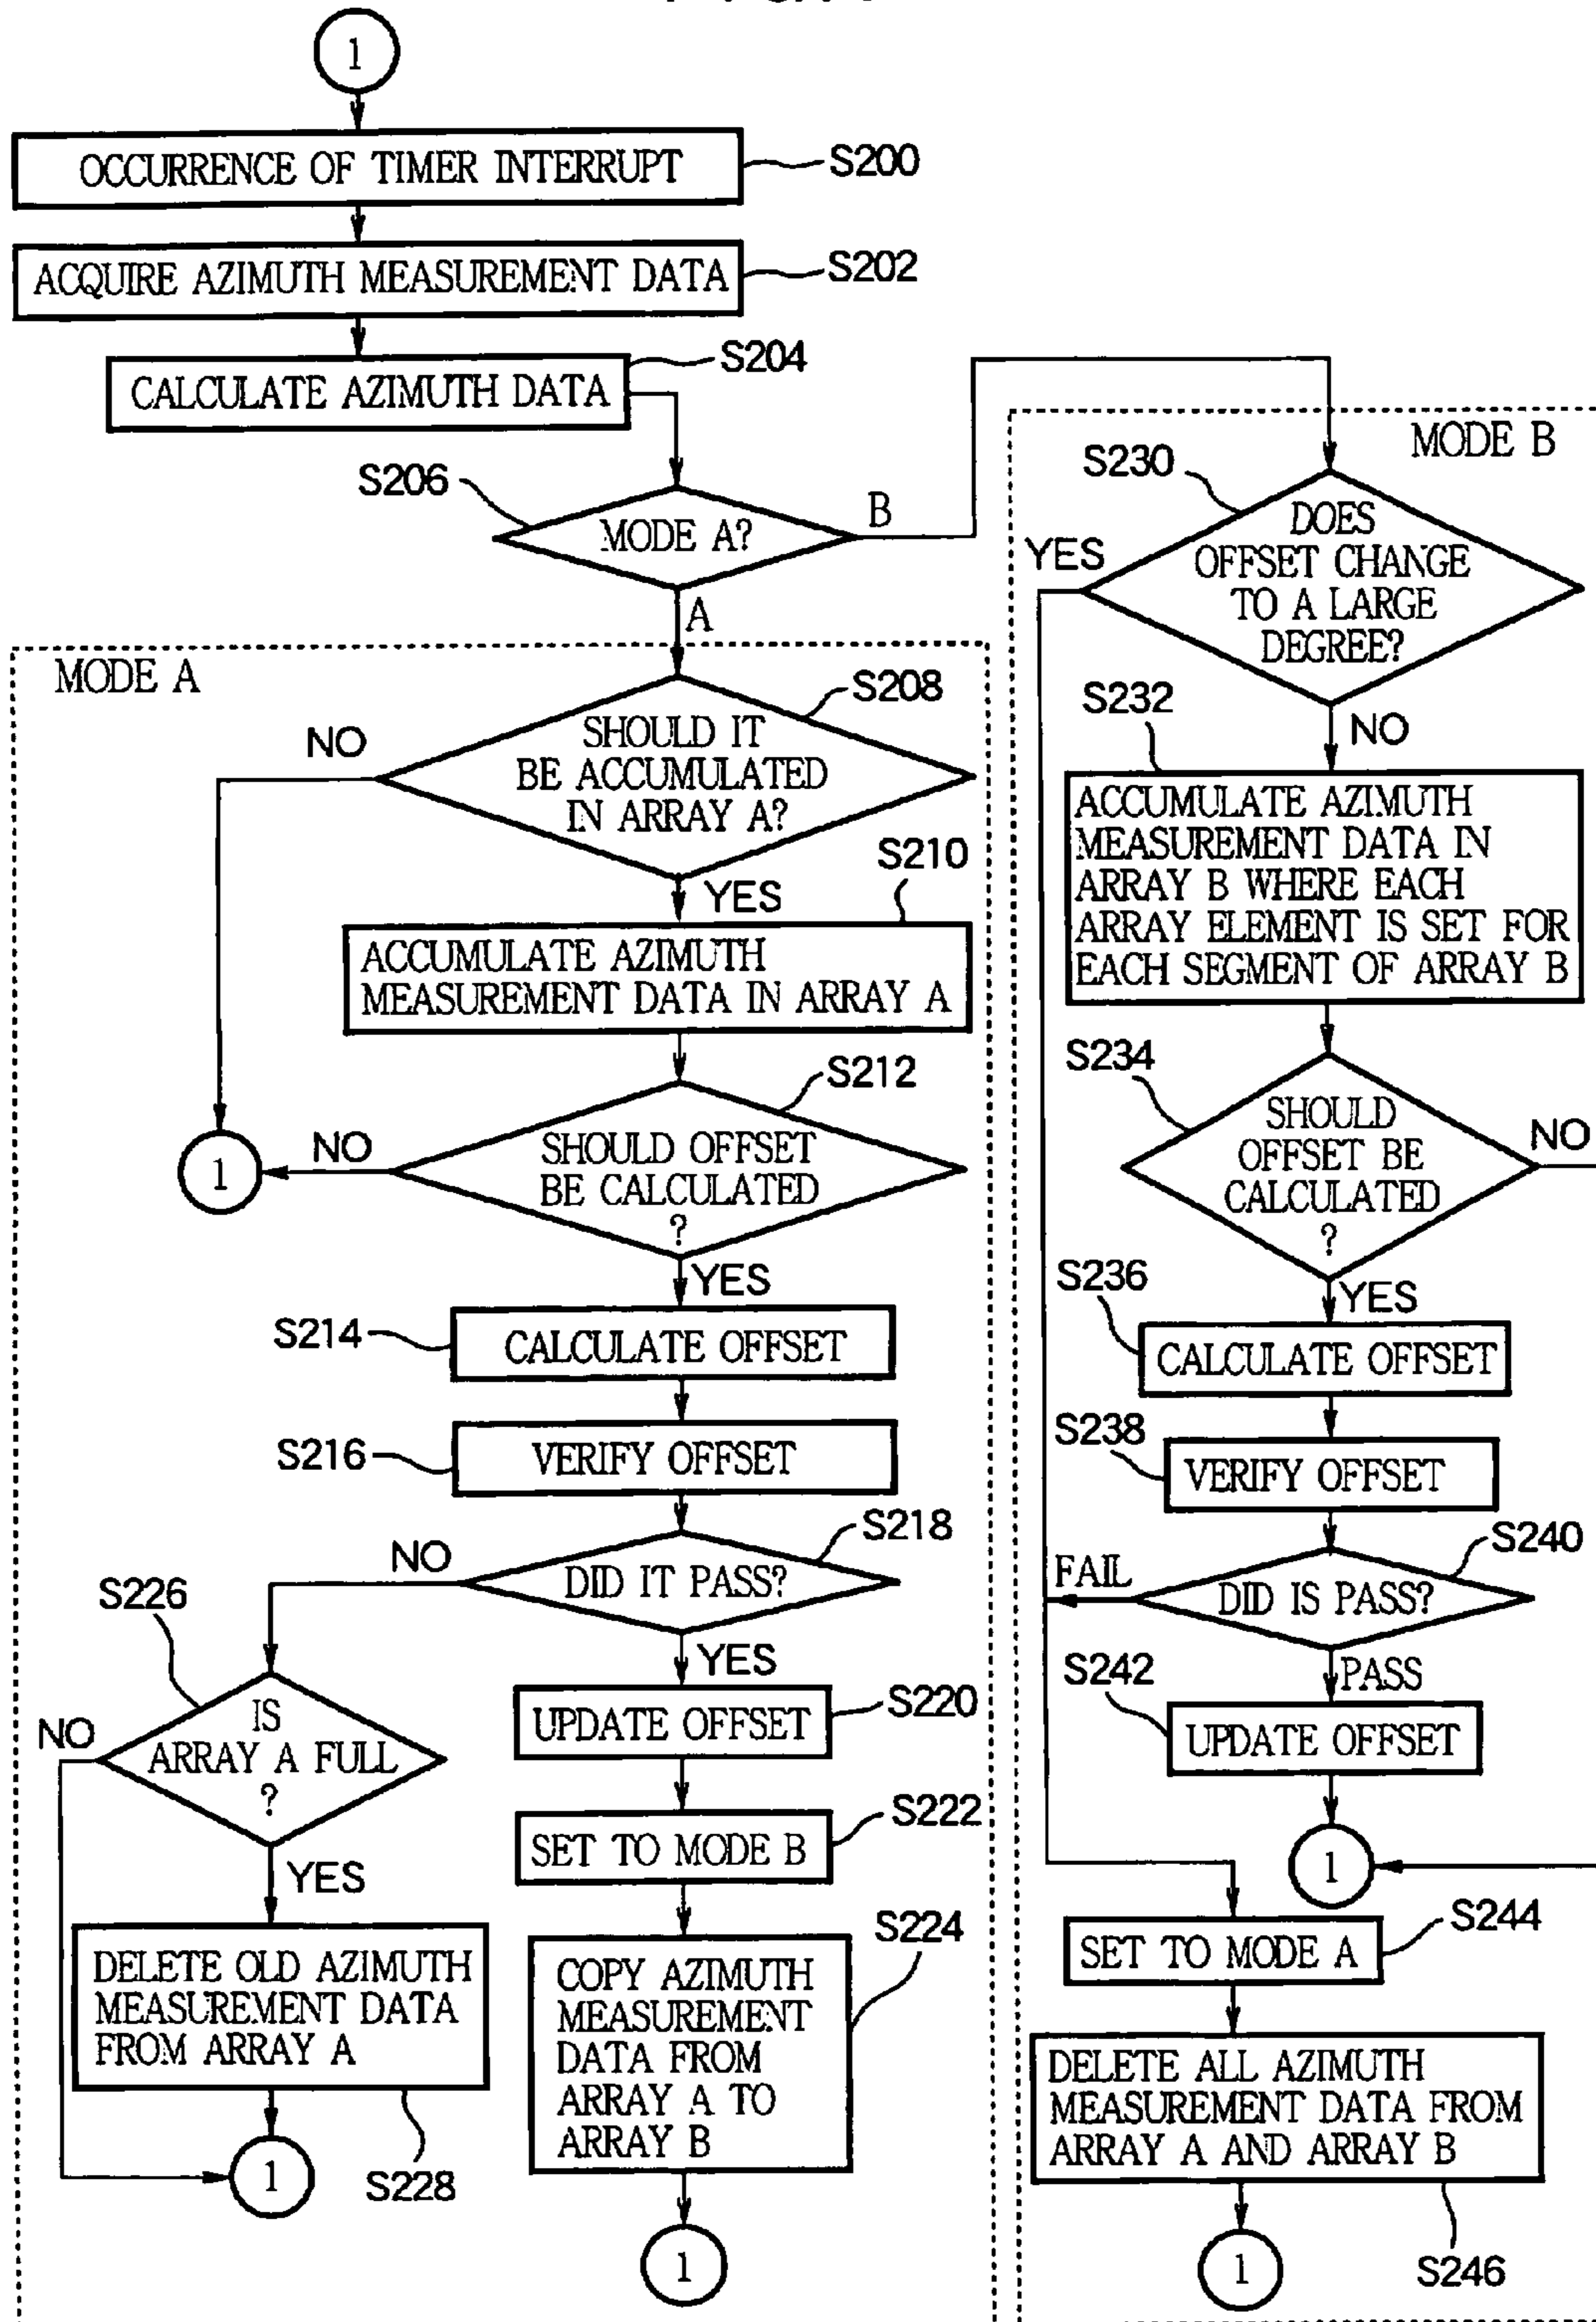 1
OCCURRENCE OF TIMER INTERRUPT
S200
ACQUIRE AZIMUTH MEASUREMENT DATA
S202
CALCULATE AZIMUTH DATA
S204
S206
MODE A?
B
A
MODE A
S208
SHOULD IT
BE ACCUMULATED
IN ARRAY A?
NO
YES
S210
ACCUMULATE AZIMUTH
MEASUREMENT DATA IN ARRAY A
S212
SHOULD OFFSET
BE CALCULATED
?
NO
1
YES
S214
CALCULATE OFFSET
S216
VERIFY OFFSET
S218
DID IT PASS?
NO
YES
S226
IS
ARRAY A FULL
?
NO
YES
DELETE OLD AZIMUTH
MEASUREMENT DATA
FROM ARRAY A
S228
1
UPDATE OFFSET
S220
SET TO MODE B
S222
S224
COPY AZIMUTH
MEASUREMENT
DATA FROM
ARRAY A TO
ARRAY B
1
MODE B
S230
DOES
OFFSET CHANGE
TO A LARGE
DEGREE?
YES
NO
S232
ACCUMULATE AZIMUTH
MEASUREMENT DATA IN
ARRAY B WHERE EACH
ARRAY ELEMENT IS SET FOR
EACH SEGMENT OF ARRAY B
S234
SHOULD
OFFSET BE
CALCULATED
?
NO
YES
S236
CALCULATE OFFSET
S238
VERIFY OFFSET
S240
DID IS PASS?
FAIL
PASS
S242
UPDATE OFFSET
1
S244
SET TO MODE A
DELETE ALL AZIMUTH
MEASUREMENT DATA FROM
ARRAY A AND ARRAY B
S246
1